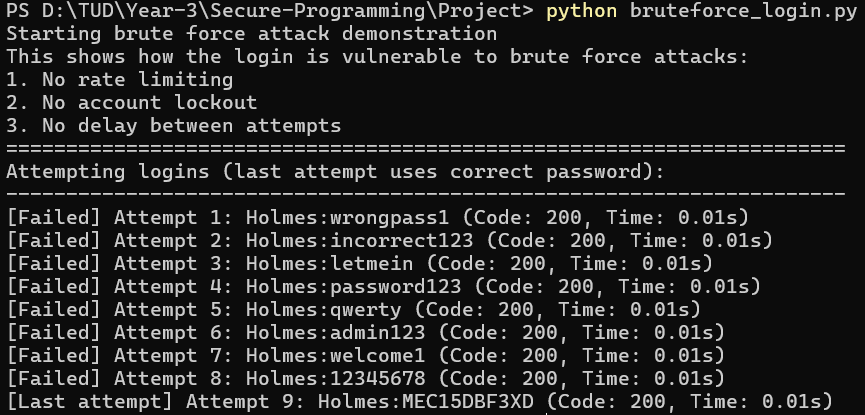 PS D:\TUD\Year-3\Secure-Programming\Project> python bruteforce_login.py
Starting brute force attack demonstration
This shows how the login is vulnerable to brute force attacks:
1. No rate limiting
2. No account lockout
3. No delay between attempts
======================================================================
Attempting logins (last attempt uses correct password):
----------------------------------------------------------------------
[Failed] Attempt 1: Holmes:wrongpass1 (Code: 200, Time: 0.01s)
[Failed] Attempt 2: Holmes:incorrect123 (Code: 200, Time: 0.01s)
[Failed] Attempt 3: Holmes:letmein (Code: 200, Time: 0.01s)
[Failed] Attempt 4: Holmes:password123 (Code: 200, Time: 0.01s)
[Failed] Attempt 5: Holmes:qwerty (Code: 200, Time: 0.01s)
[Failed] Attempt 6: Holmes:admin123 (Code: 200, Time: 0.01s)
[Failed] Attempt 7: Holmes:welcome1 (Code: 200, Time: 0.01s)
[Failed] Attempt 8: Holmes:12345678 (Code: 200, Time: 0.01s)
[Last attempt] Attempt 9: Holmes:MEC15DBF3XD (Code: 200, Time: 0.01s)